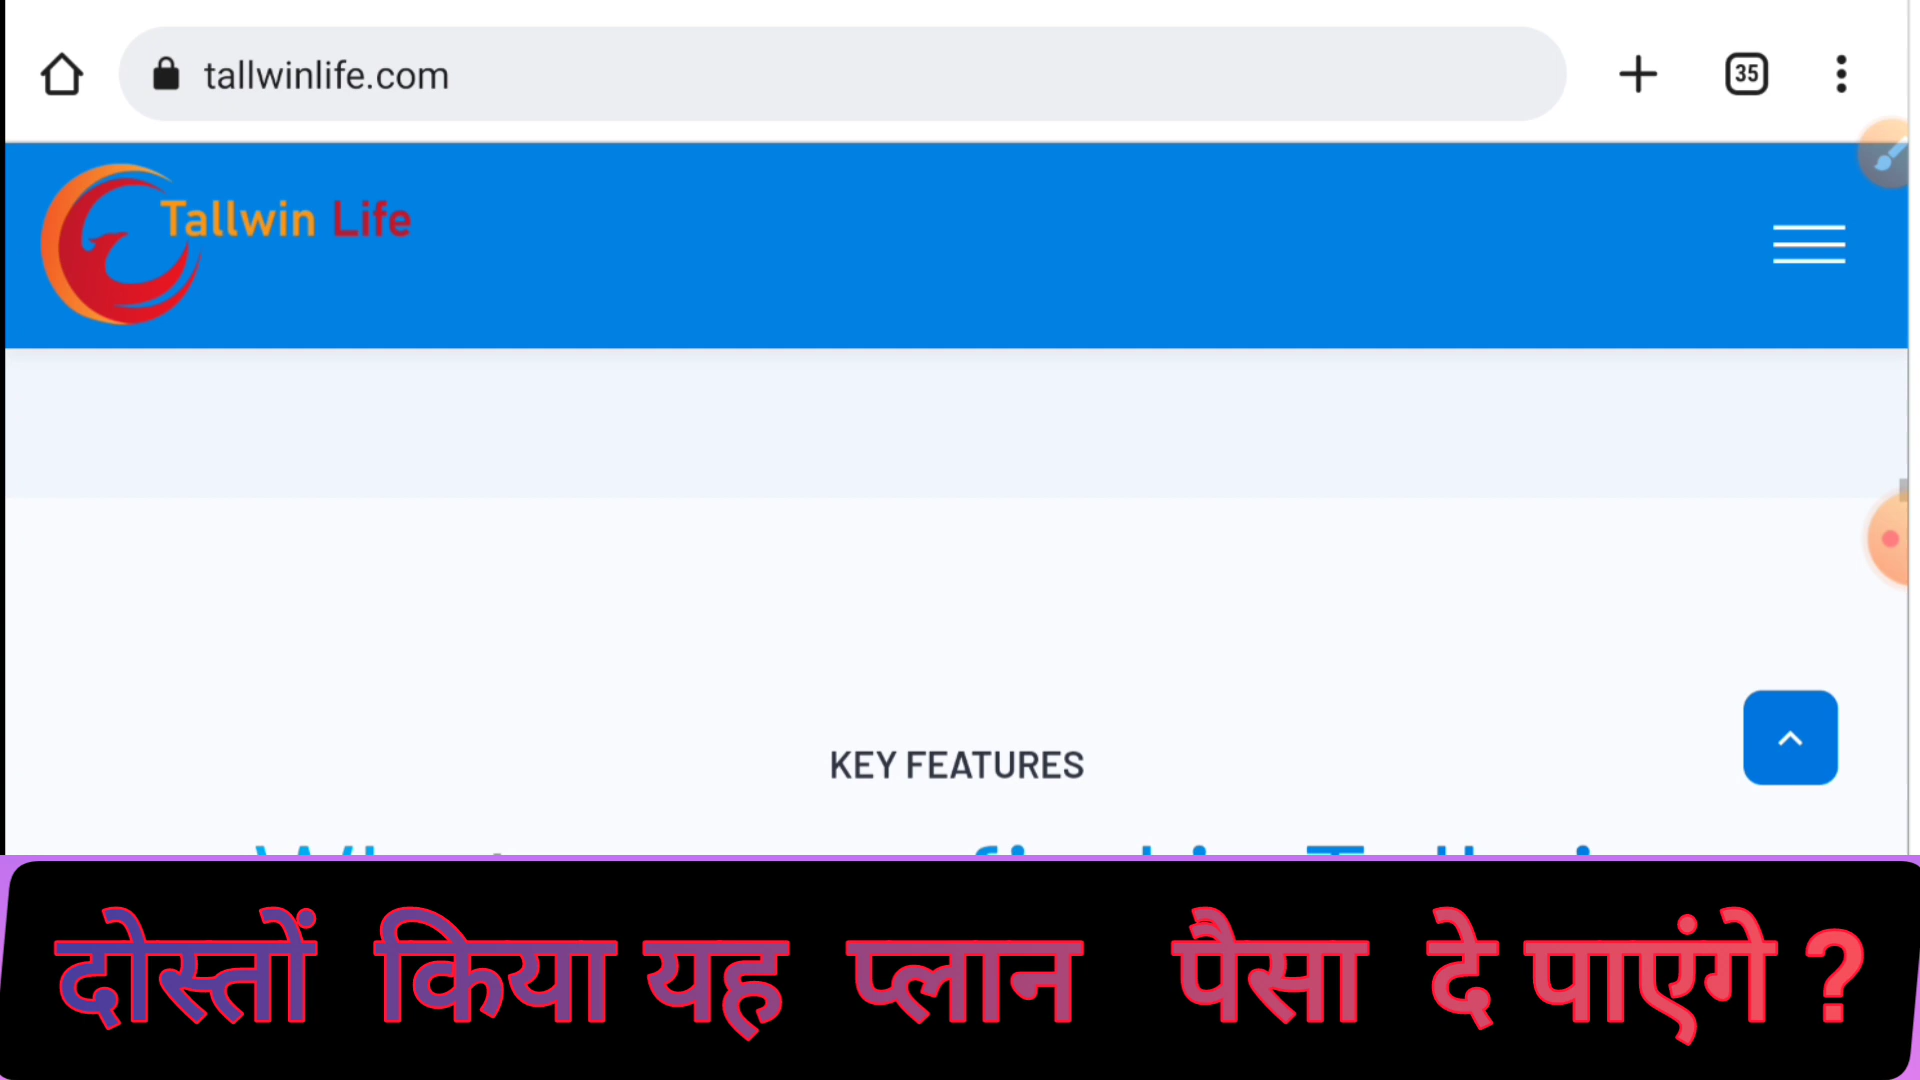 tallwinlife.com
35
Tallwin Life
KEY FEATURES
दोस्तों किया यह प्लान पैसा दे पाएंगे ?